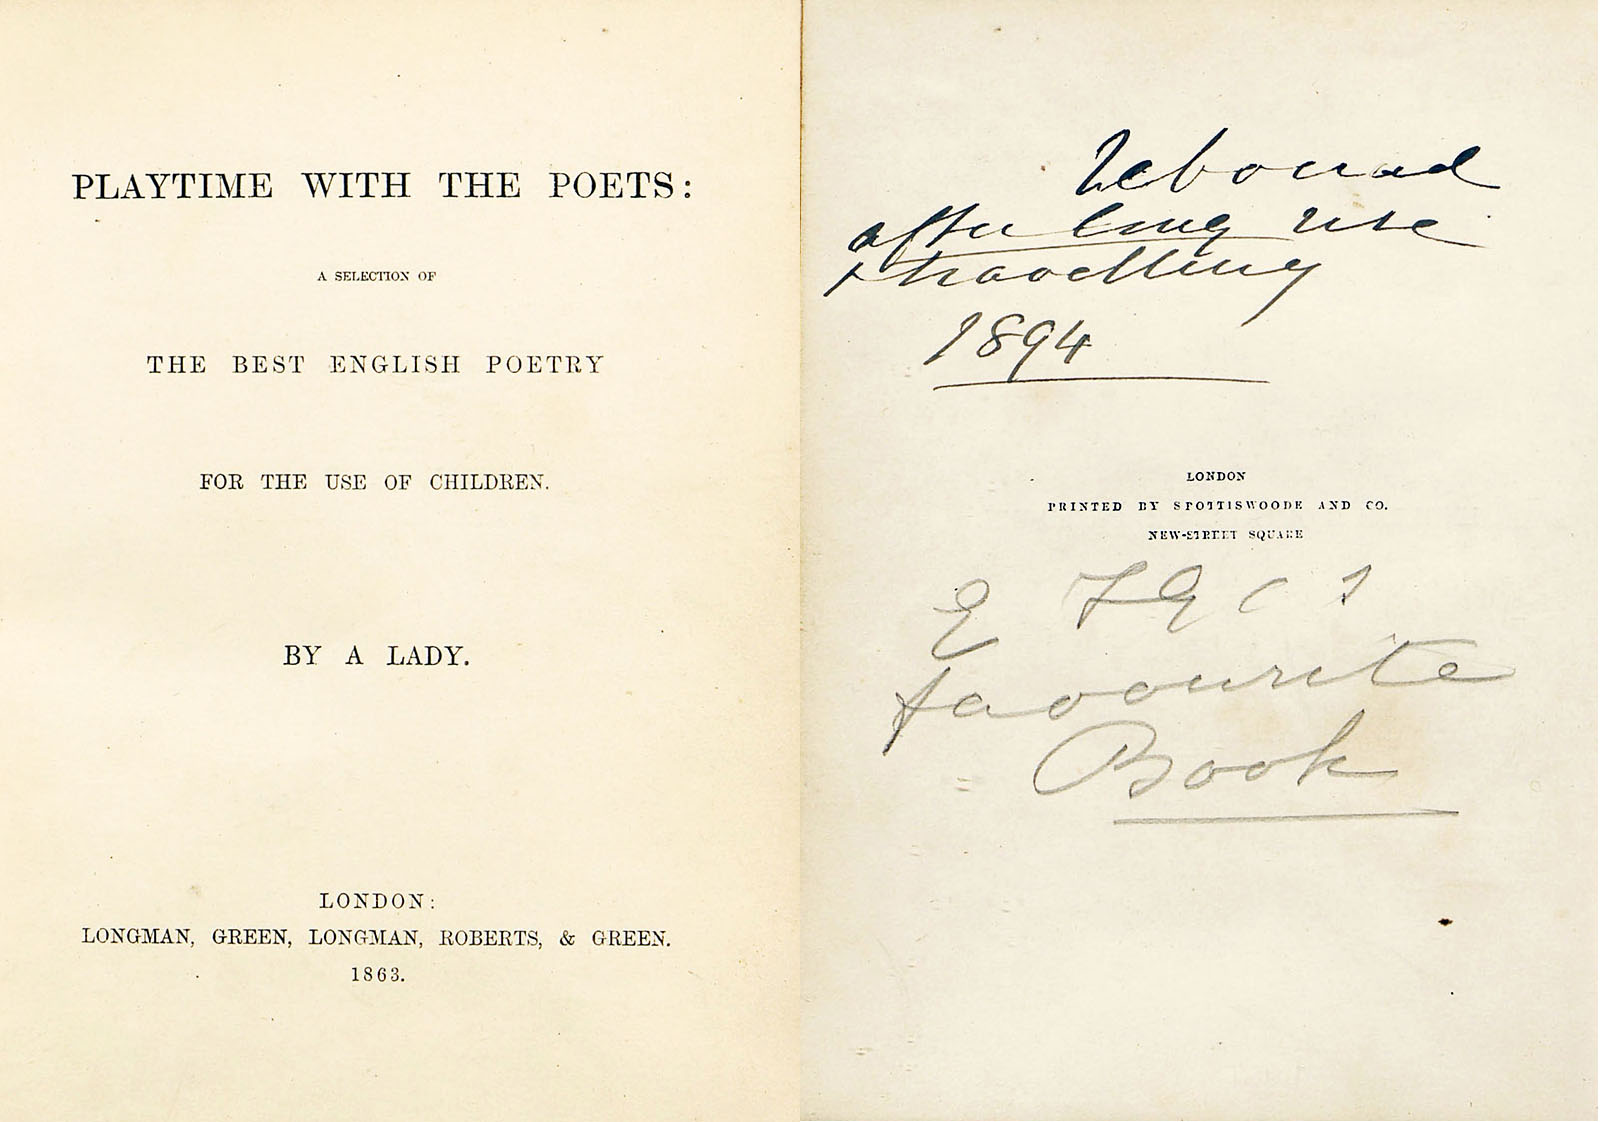 PLAYTIME WITH THE POETS:
A SELECTION OF
THE BEST ENGLISH POETRY
FOR THE USE OF CHILDREN.
BY A LADY.
LONDON:
LONGMAN, GREEN, LONGMAN, ROBERTS, & GREEN.
1863.
Rebound
after long use
& travelling
1894
LONDON
PRINTED BY SPOTTISWOODE AND CO.
NEW-STREET SQUARE
favourite
Book